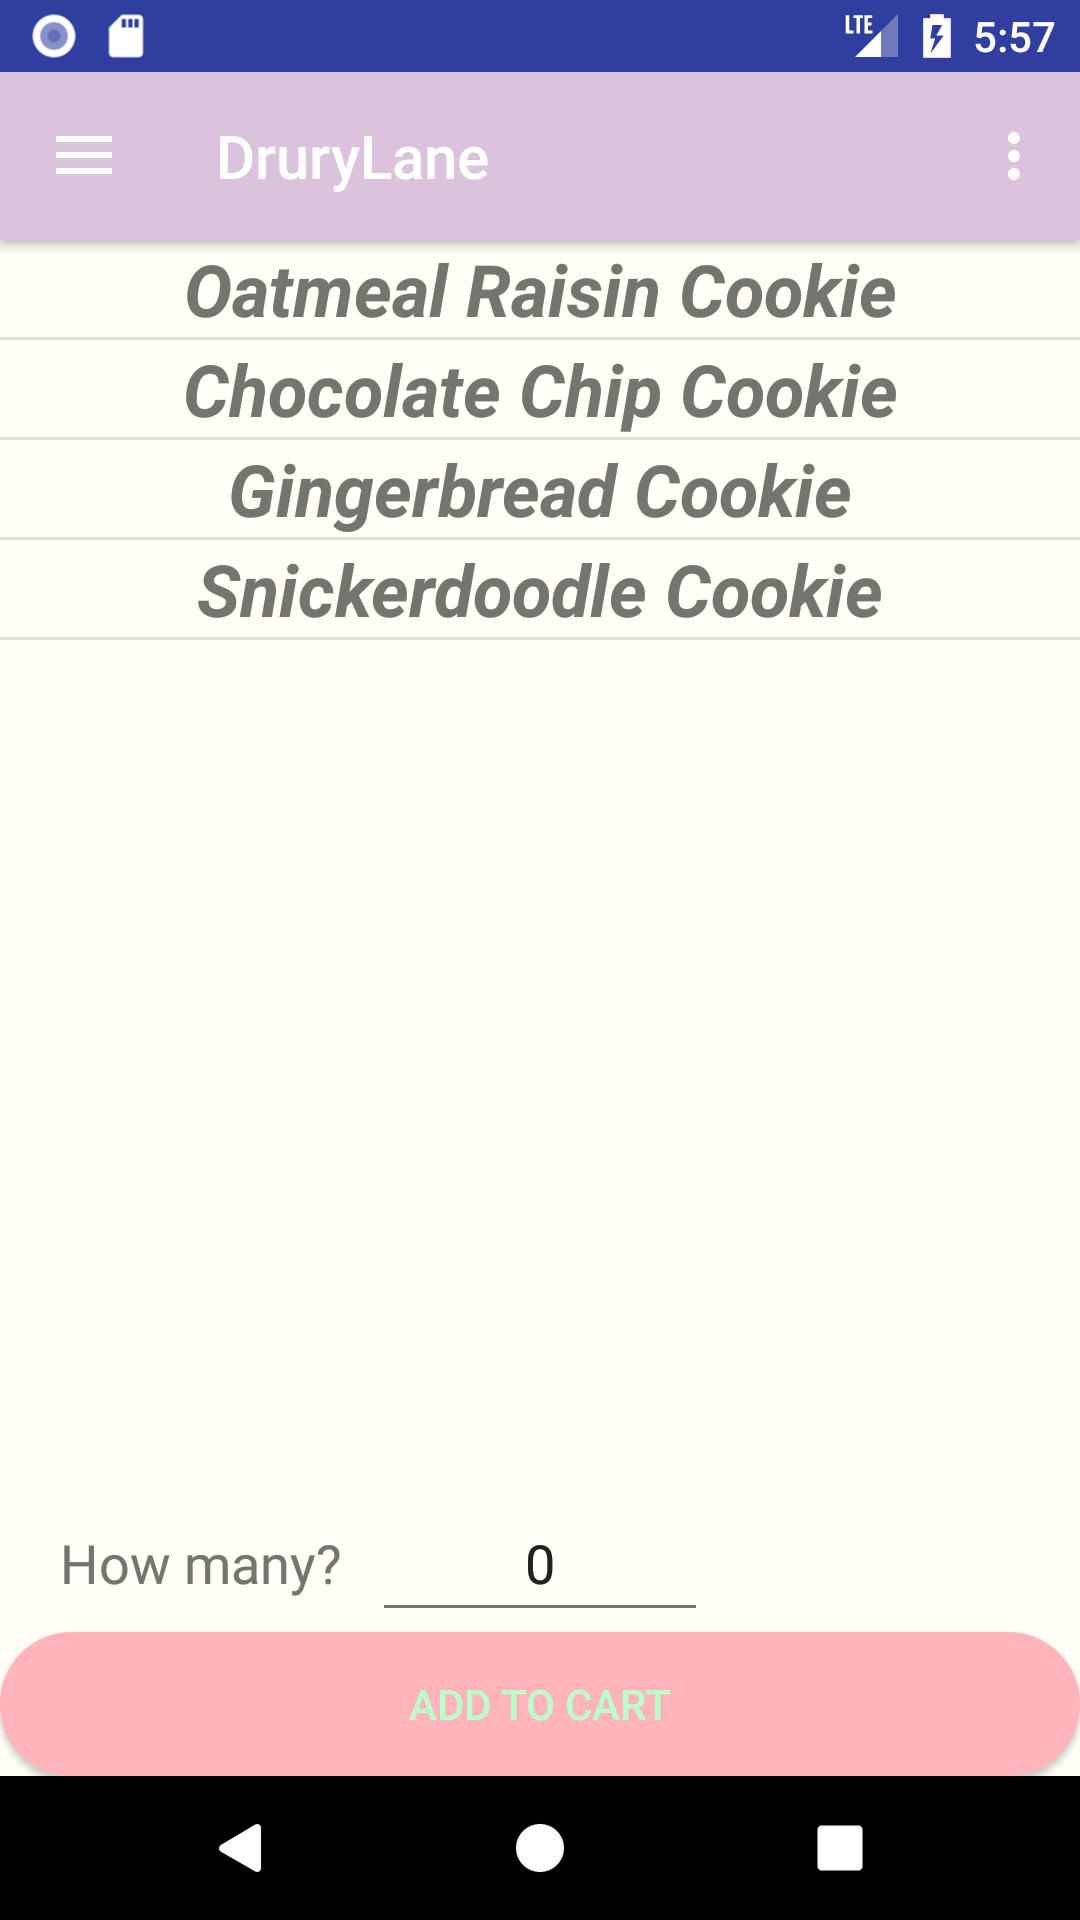 LTE 5:57
DruryLane
Oatmeal Raisin Cookie
Chocolate Chip Cookie
Gingerbread Cookie
Snickerdoodle Cookie
How many? 0
ADD TO CART